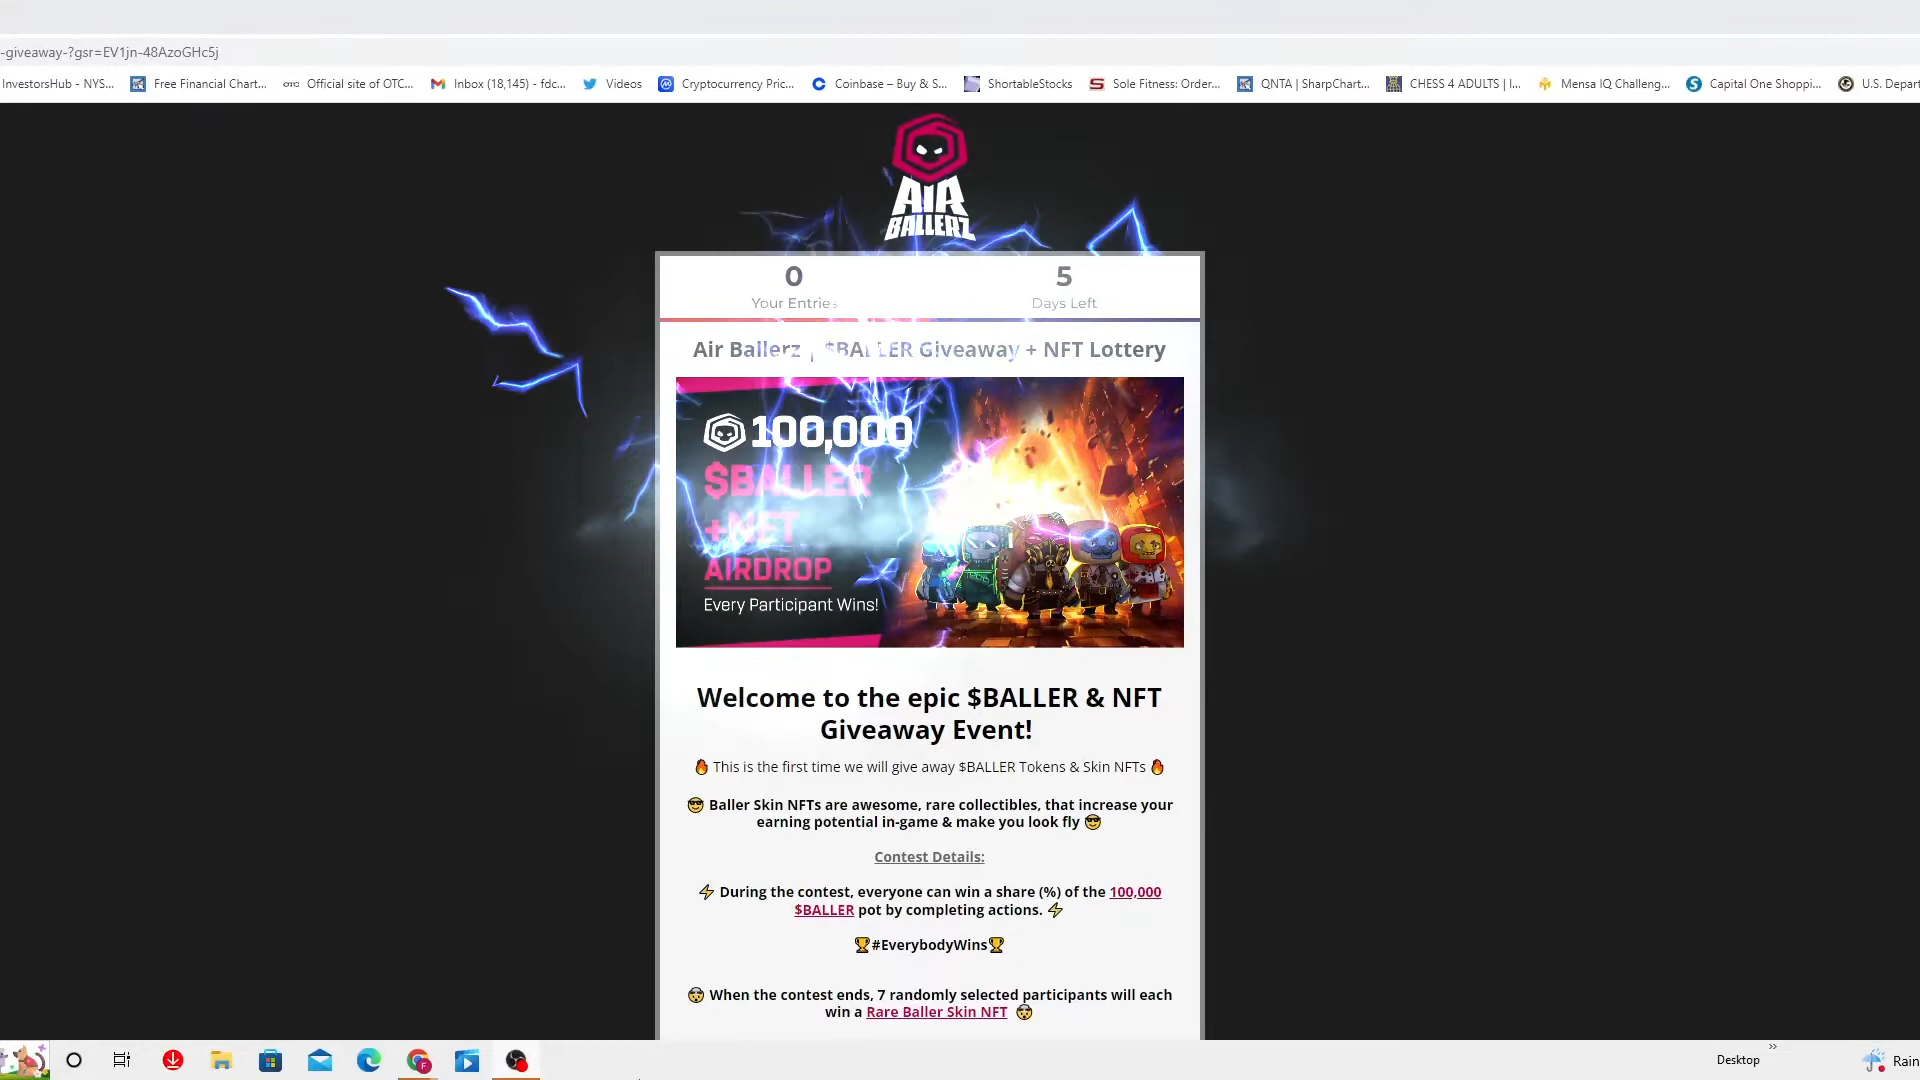 -giveaway-?gsr=EV1jn-48AzoGHc5j
InvestorsHub - NYS... Free Financial Chart... OTC Official site of OTC... Inbox (18,145) - fdc... Videos Cryptocurrency Pric... Coinbase – Buy & S... ShortableStocks Sole Fitness: Order... QNTA | SharpChart... CHESS 4 ADULTS | I... Mensa IQ Challeng... Capital One Shoppi... U.S. Depart
AIR
BALLERZ
0 5
Your Entries Days Left
Air Ballerz | $BALLER Giveaway + NFT Lottery
100,000
$BALLER
+NFT
AIRDROP
Every Participant Wins!
Welcome to the epic $BALLER & NFT
Giveaway Event!
🔥 This is the first time we will give away $BALLER Tokens & Skin NFTs 🔥
😎 Baller Skin NFTs are awesome, rare collectibles, that increase your
earning potential in-game & make you look fly 😎
Contest Details:
⚡ During the contest, everyone can win a share (%) of the 100,000
$BALLER pot by completing actions. ⚡
🏆#EverybodyWins🏆
🤯 When the contest ends, 7 randomly selected participants will each
win a Rare Baller Skin NFT 🤯
Desktop » Rain